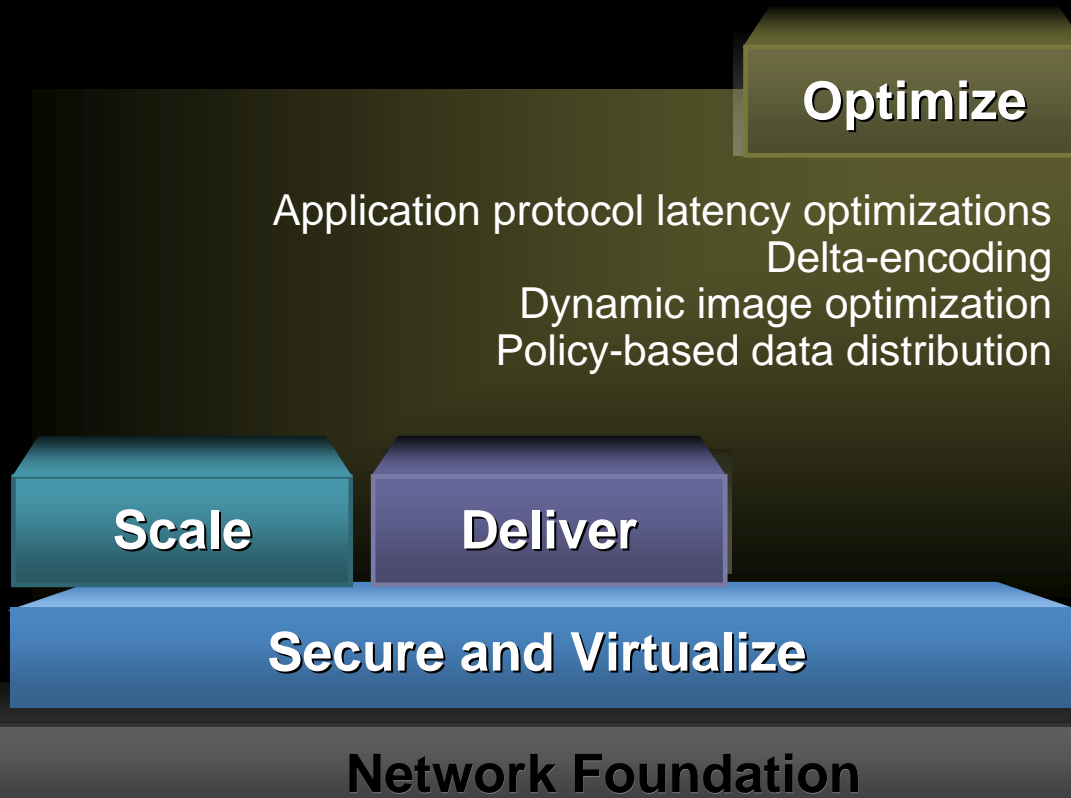 Optimize
Application protocol latency optimizations
Delta-encoding
Dynamic image optimization
Policy-based data distribution
Scale
Deliver
Secure and Virtualize
Network Foundation